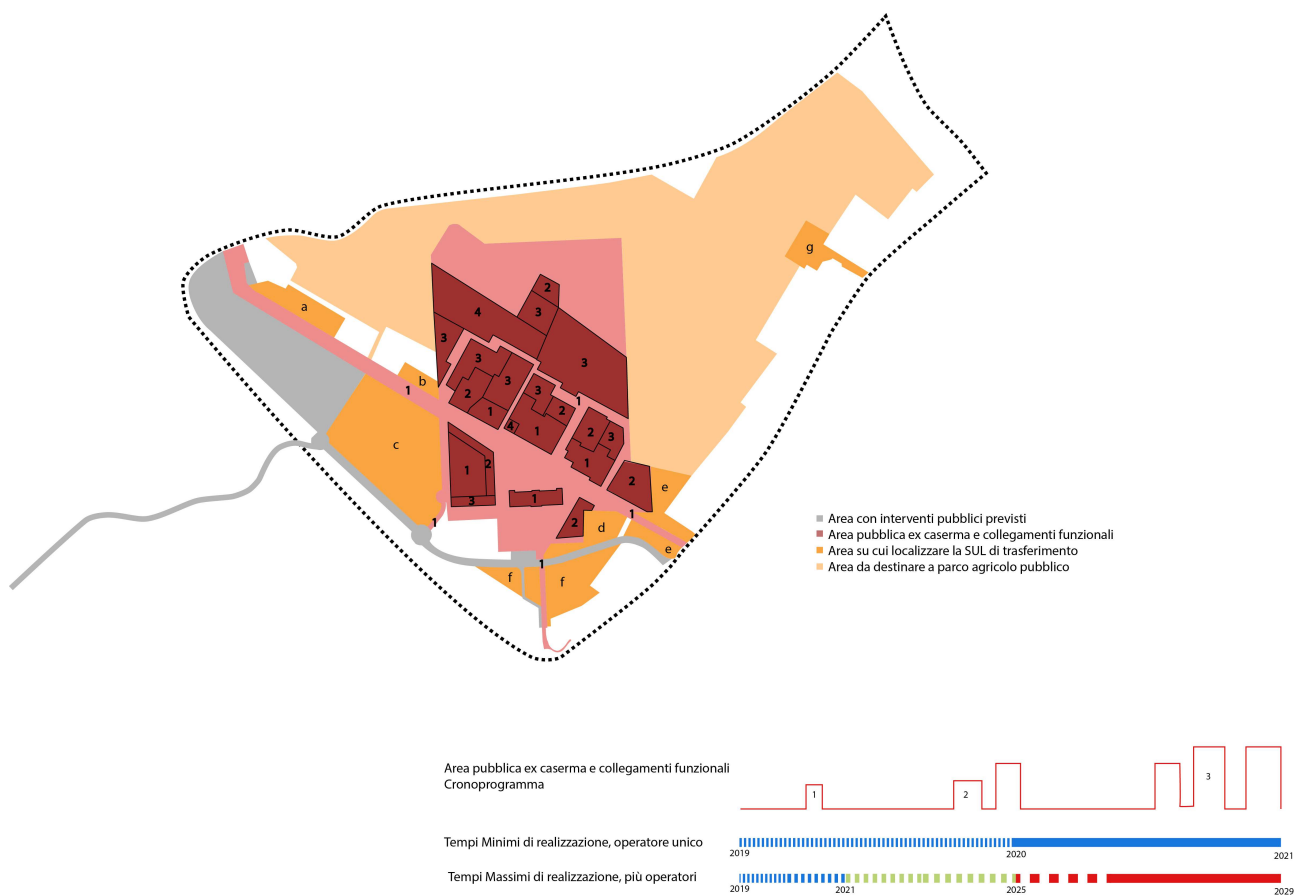 g
a
2
4
3
3
3
3
b
1
3
3
1
2
2
1
4
1
2
3
c
1
1
2
2
e
3
1
2
d
1
1
e
1
f
f
Area con interventi pubblici previsti
Area pubblica ex caserma e collegamenti funzionali
Area su cui localizzare la SUL di trasferimento
Area da destinare a parco agricolo pubblico
Area pubblica ex caserma e collegamenti funzionali
Cronoprogramma
1
2
3
Tempi Minimi di realizzazione, operatore unico
2019
2020
2021
Tempi Massimi di realizzazione, più operatori
2019
2021
2025
2029